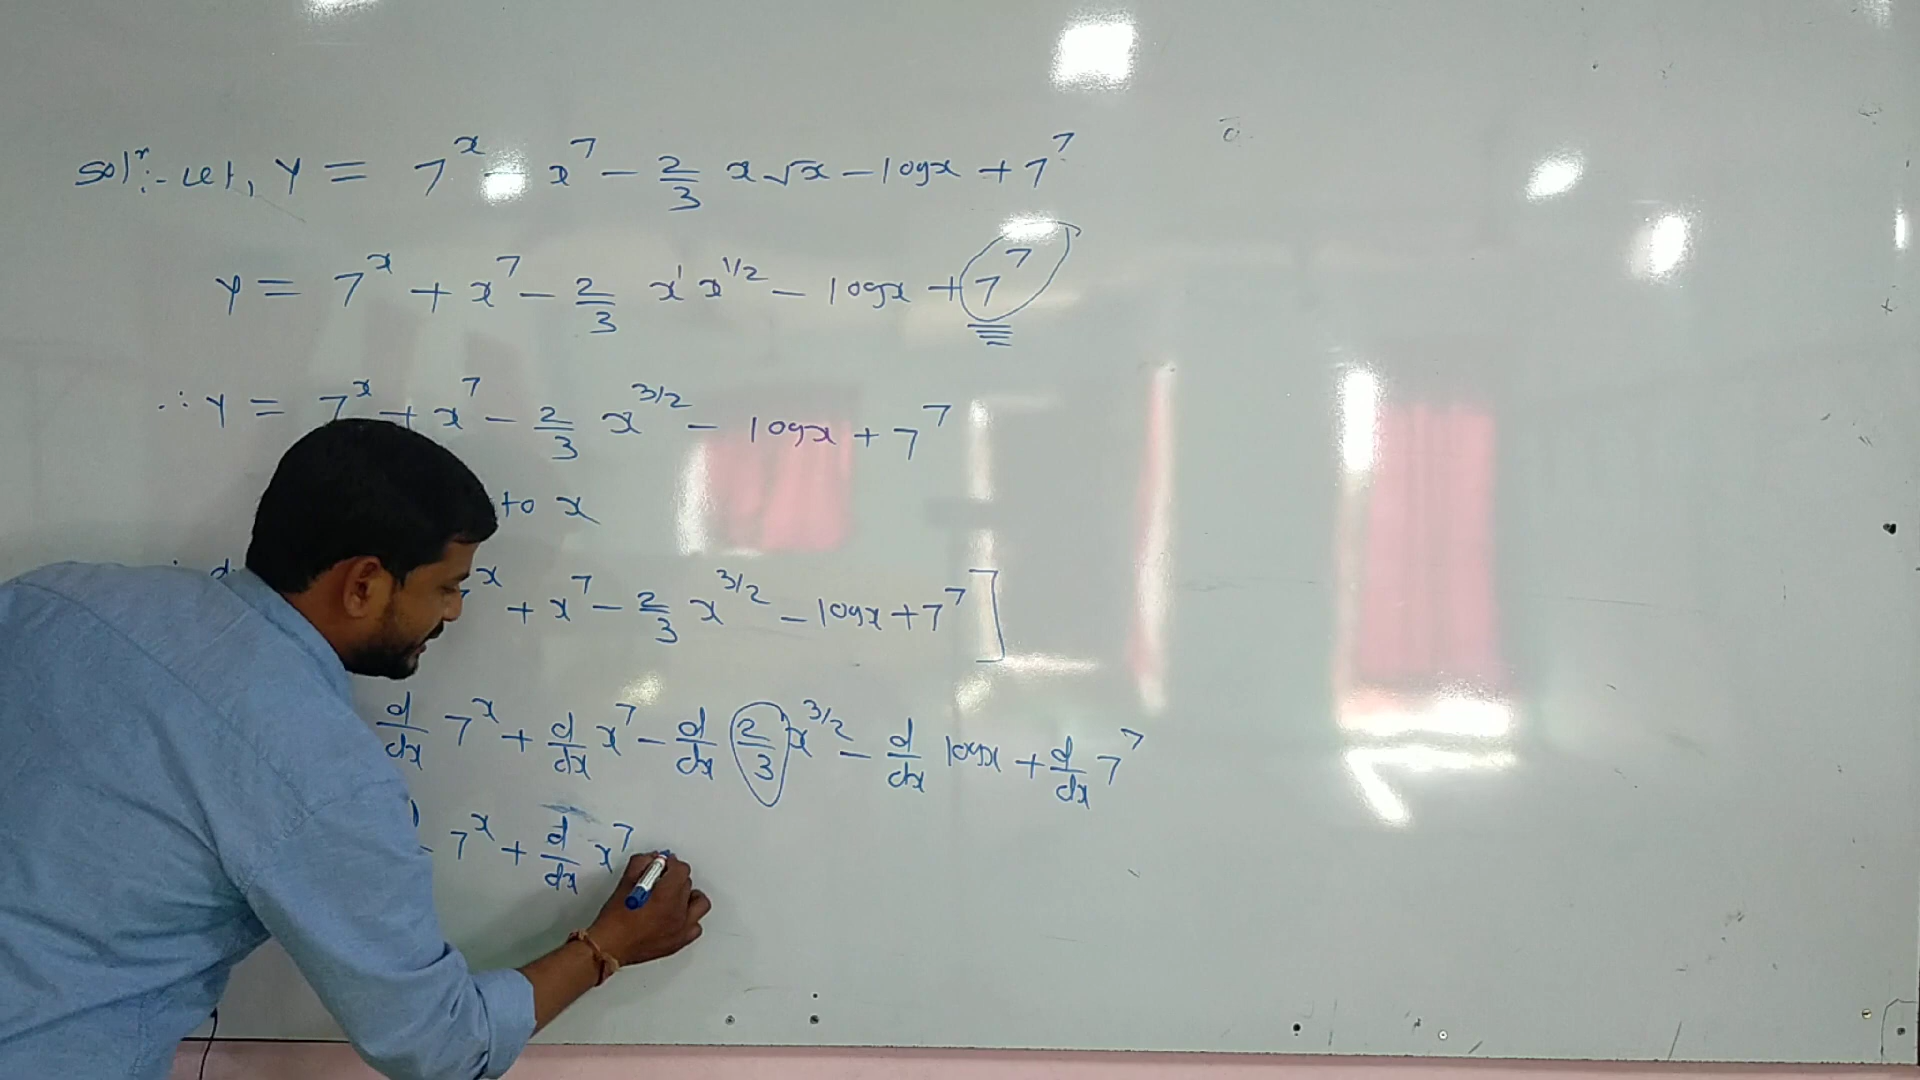 solⁿ:- Let, y = 7^x x^7 - 2/3 x√x - logx + 7^7
y = 7^x + x^7 - 2/3 x^1 x^1/2 - logx + 7^7
∴ y = 7^x + x^7 - 2/3 x^3/2 - logx + 7^7
to x
x + x^7 - 2/3 x^3/2 - logx + 7^7]
d/dx 7^x + d/dx x^7 - d/dx 2/3 x^3/2 - d/dx logx + d/dx 7^7
7^x + d/dx x^7